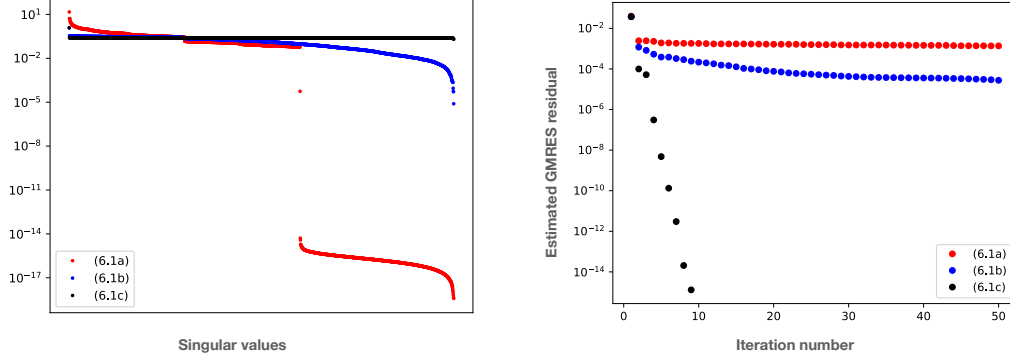 10^1
10^-2
10^-5
10^-8
10^-11
10^-14
10^-17
(6.1a)
(6.1b)
(6.1c)
Singular values
Estimated GMRES residual
10^-2
10^-4
10^-6
10^-8
10^-10
10^-12
10^-14
(6.1a)
(6.1b)
(6.1c)
0 10 20 30 40 50
Iteration number